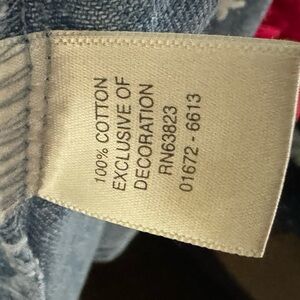 100% COTTON
EXCLUSIVE OF
DECORATION
RN63823
01672 - 6613